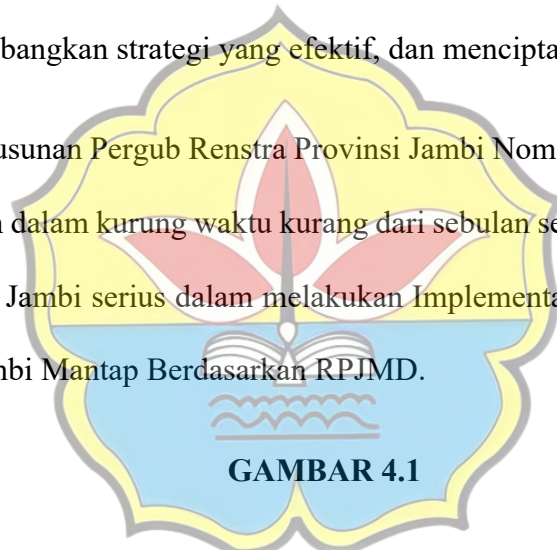 bangkan strategi yang efektif, dan mencipta
usunan Pergub Renstra Provinsi Jambi Nom
n dalam kurung waktu kurang dari sebulan se
Jambi serius dalam melakukan Implementa
nbi Mantap Berdasarkan RPJMD.
GAMBAR 4.1